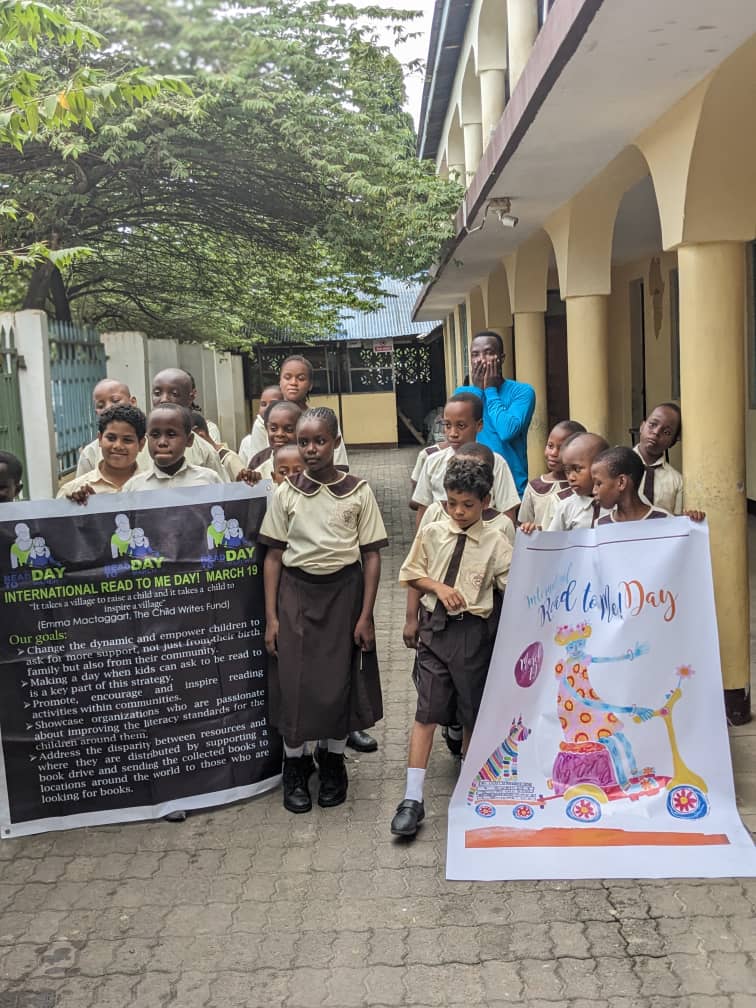 READ TO DAY
READ TO DAY
READ TO DAY
INTERNATIONAL READ TO ME DAY! MARCH 19
"It takes a village to raise a child and it takes a child to
inspire a village"
(Emma Mactaggart, The Child Writes Fund)
Our goals:
➢ Change the dynamic and empower children to
ask for more support, not just from their birth
family but also from their community.
➢ Making a day when kids can ask to be read to
is a key part of this strategy.
➢ Promote, encourage and inspire reading
activities within communities.
➢ Showcase organizations who are passionate
about improving the literacy standards for the
children around them.
➢ Address the disparity between resources and
where they are distributed by supporting a
book drive and sending the collected books to
locations around the world to those who are
looking for books.
International
Read to Me! Day
March